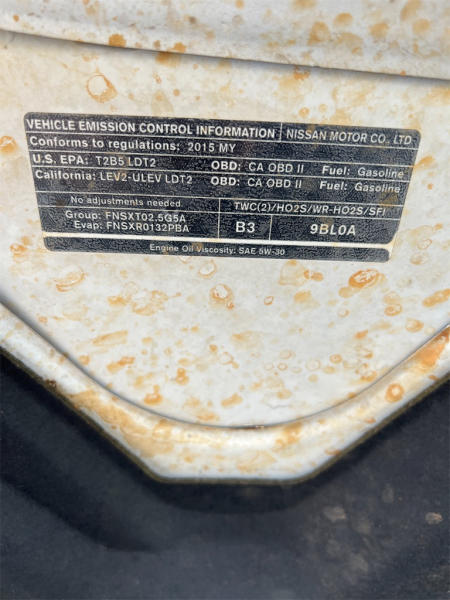 VEHICLE EMISSION CONTROL INFORMATION NISSAN MOTOR CO., LTD.
Conforms to regulations: 2015 MY
U.S. EPA: T2B5 LDT2 OBD: CA OBD II Fuel: Gasoline
California: LEV2-ULEV LDT2 OBD: CA OBD II Fuel: Gasoline
No adjustments needed. TWC(2)/HO2S/WR-HO2S/SFI
Group: FNSXT02.5G5A
Evap: FNSXR0132PBA B3 9BL0A
Engine Oil Viscosity: SAE 5W-30